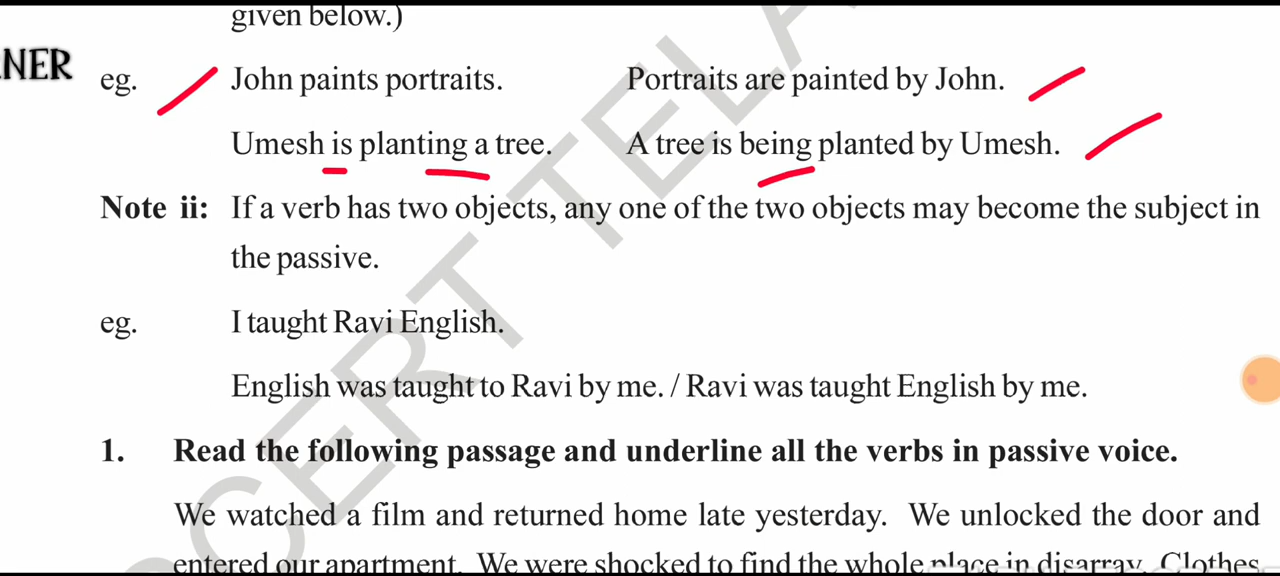 given below.)
NER
eg. John paints portraits. Portraits are painted by John.
Umesh is planting a tree. A tree is being planted by Umesh.
Note ii: If a verb has two objects, any one of the two objects may become the subject in
the passive.
eg. I taught Ravi English.
English was taught to Ravi by me. / Ravi was taught English by me.
1. Read the following passage and underline all the verbs in passive voice.
We watched a film and returned home late yesterday. We unlocked the door and
entered our apartment. We were shocked to find the whole place in disarray. Clothes
CERT TELA